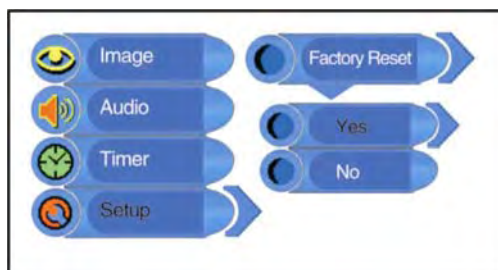 Image
Audio
Timer
Setup
Factory Reset
Yes
No